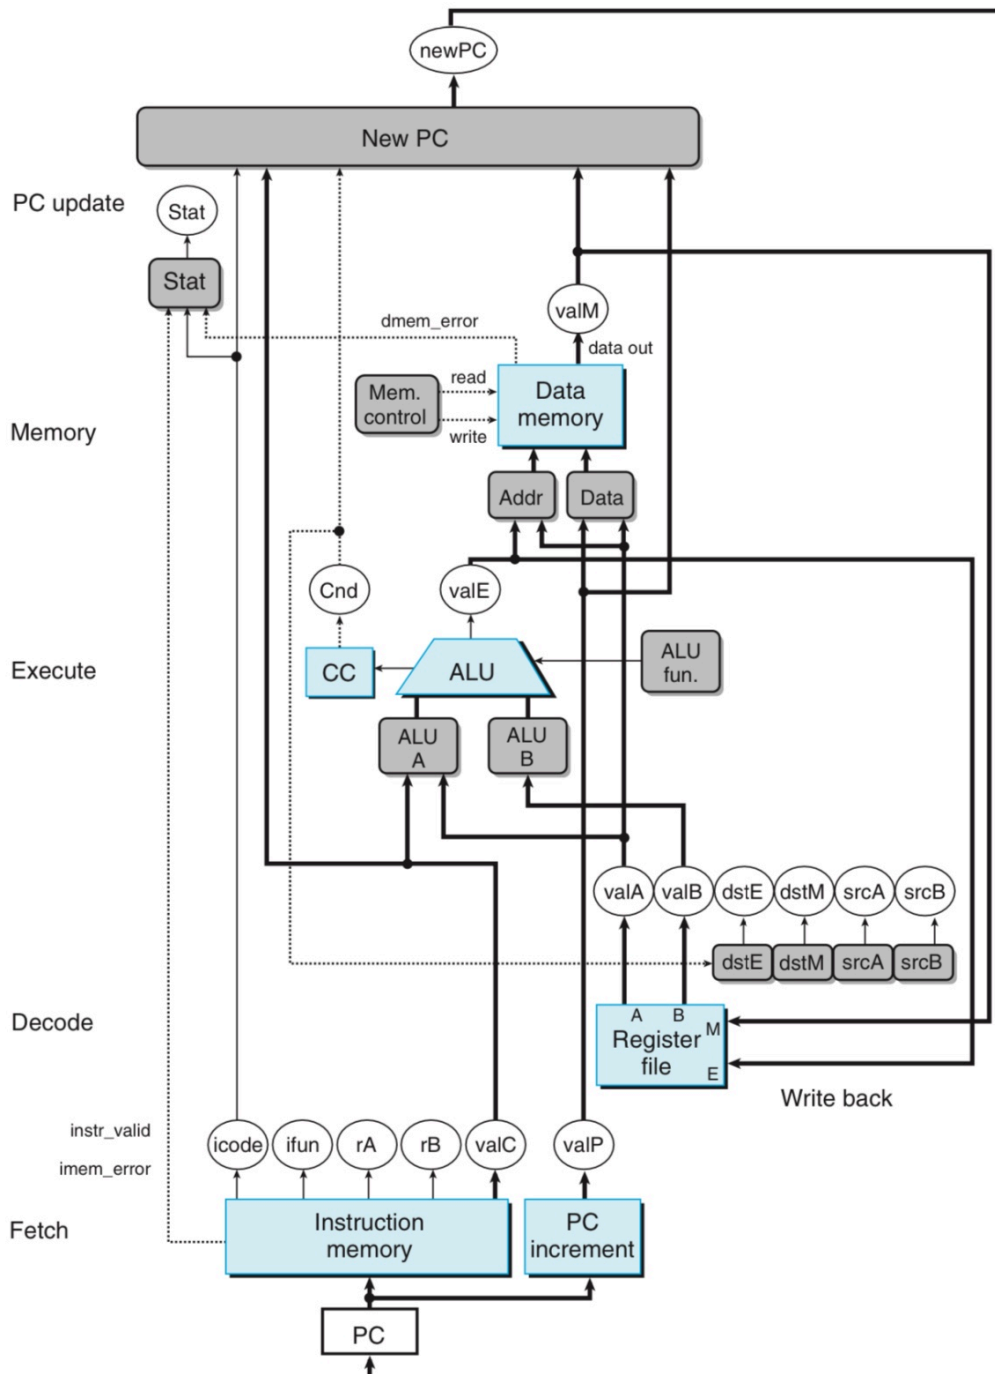 newPC
New PC
PC update
Stat
Stat
valM
dmem_error
data out
read
Mem.
control
write
Data
memory
Memory
Addr
Data
Cnd
valE
Execute
CC
ALU
ALU
fun.
ALU
A
ALU
B
valA
valB
dstE
dstM
srcA
srcB
dstE
dstM
srcA
srcB
Decode
A
B
M
Register
file
E
Write back
instr_valid
imem_error
icode
ifun
rA
rB
valC
valP
Fetch
Instruction
memory
PC
increment
PC